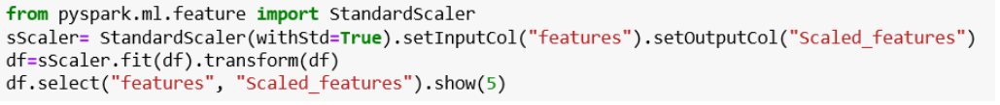 from pyspark.ml.feature import StandardScaler
sScaler= StandardScaler(withStd=True).setInputCol("features").setOutputCol("Scaled_features")
df=sScaler.fit(df).transform(df)
df.select("features", "Scaled_features").show(5)